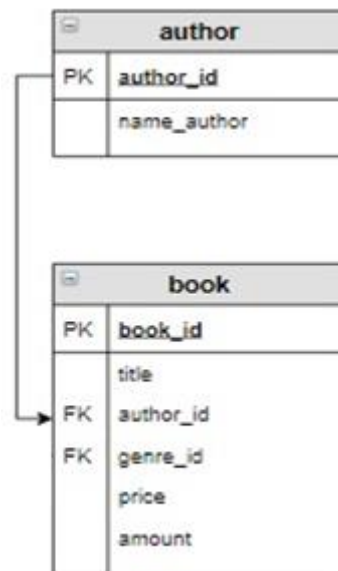 author
PK author_id
name_author
book
PK book_id
title
FK author_id
FK genre_id
price
amount